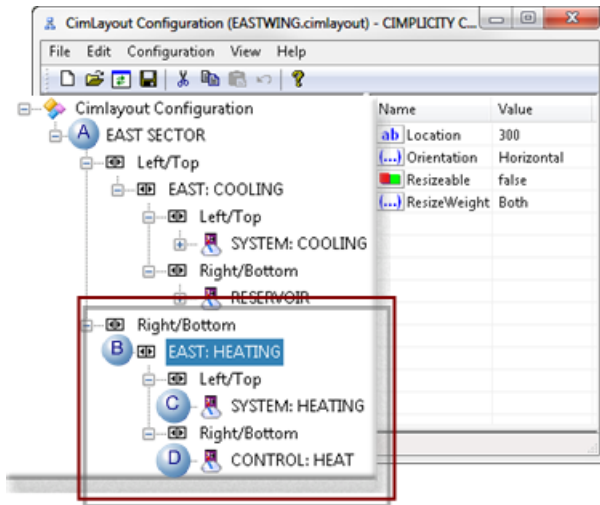 CimLayout Configuration (EASTWING.cimlayout) - CIMPLICITY C...
File Edit Configuration View Help
Cimlayout Configuration
A EAST SECTOR
Left/Top
EAST: COOLING
Left/Top
SYSTEM: COOLING
Right/Bottom
RESERVOIR
Right/Bottom
B EAST: HEATING
Left/Top
C SYSTEM: HEATING
Right/Bottom
D CONTROL: HEAT
Name Value
ab Location 300
(...) Orientation Horizontal
Resizeable false
(...) ResizeWeight Both